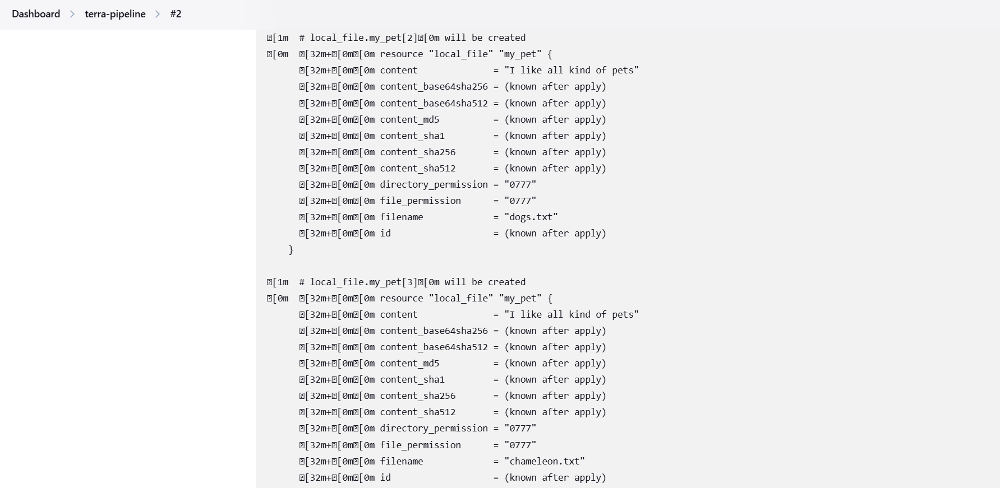 Dashboard > terra-pipeline > #2
[1m  # local_file.my_pet[2][0m will be created
[0m  [32m+[0m[0m resource "local_file" "my_pet" {
      [32m+[0m[0m content              = "I like all kind of pets"
      [32m+[0m[0m content_base64sha256 = (known after apply)
      [32m+[0m[0m content_base64sha512 = (known after apply)
      [32m+[0m[0m content_md5          = (known after apply)
      [32m+[0m[0m content_sha1         = (known after apply)
      [32m+[0m[0m content_sha256       = (known after apply)
      [32m+[0m[0m content_sha512       = (known after apply)
      [32m+[0m[0m directory_permission = "0777"
      [32m+[0m[0m file_permission      = "0777"
      [32m+[0m[0m filename             = "dogs.txt"
      [32m+[0m[0m id                   = (known after apply)
    }
[1m  # local_file.my_pet[3][0m will be created
[0m  [32m+[0m[0m resource "local_file" "my_pet" {
      [32m+[0m[0m content              = "I like all kind of pets"
      [32m+[0m[0m content_base64sha256 = (known after apply)
      [32m+[0m[0m content_base64sha512 = (known after apply)
      [32m+[0m[0m content_md5          = (known after apply)
      [32m+[0m[0m content_sha1         = (known after apply)
      [32m+[0m[0m content_sha256       = (known after apply)
      [32m+[0m[0m content_sha512       = (known after apply)
      [32m+[0m[0m directory_permission = "0777"
      [32m+[0m[0m file_permission      = "0777"
      [32m+[0m[0m filename             = "chameleon.txt"
      [32m+[0m[0m id                   = (known after apply)